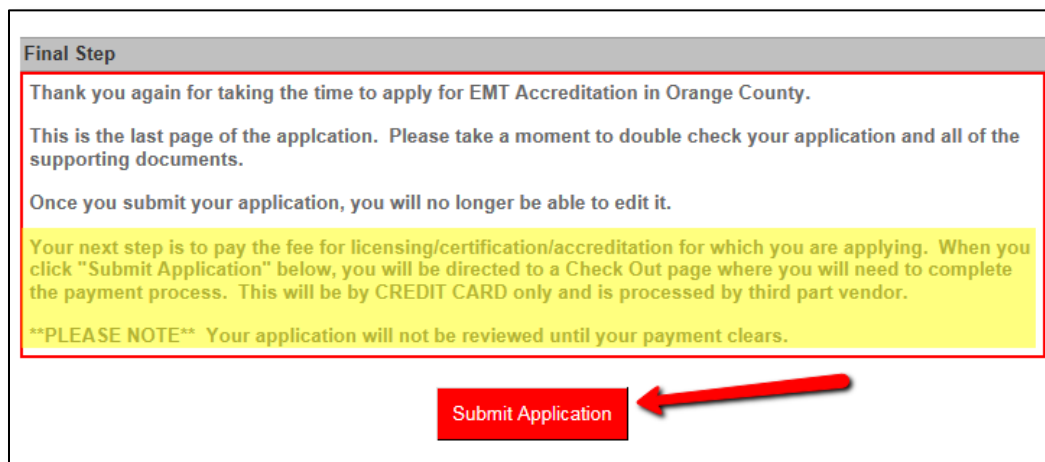 Final Step
Thank you again for taking the time to apply for EMT Accreditation in Orange County.
This is the last page of the applcation.  Please take a moment to double check your application and all of the
supporting documents.
Once you submit your application, you will no longer be able to edit it.
Your next step is to pay the fee for licensing/certification/accreditation for which you are applying.  When you
click "Submit Application" below, you will be directed to a Check Out page where you will need to complete
the payment process.  This will be by CREDIT CARD only and is processed by third part vendor.
**PLEASE NOTE**  Your application will not be reviewed until your payment clears.
Submit Application